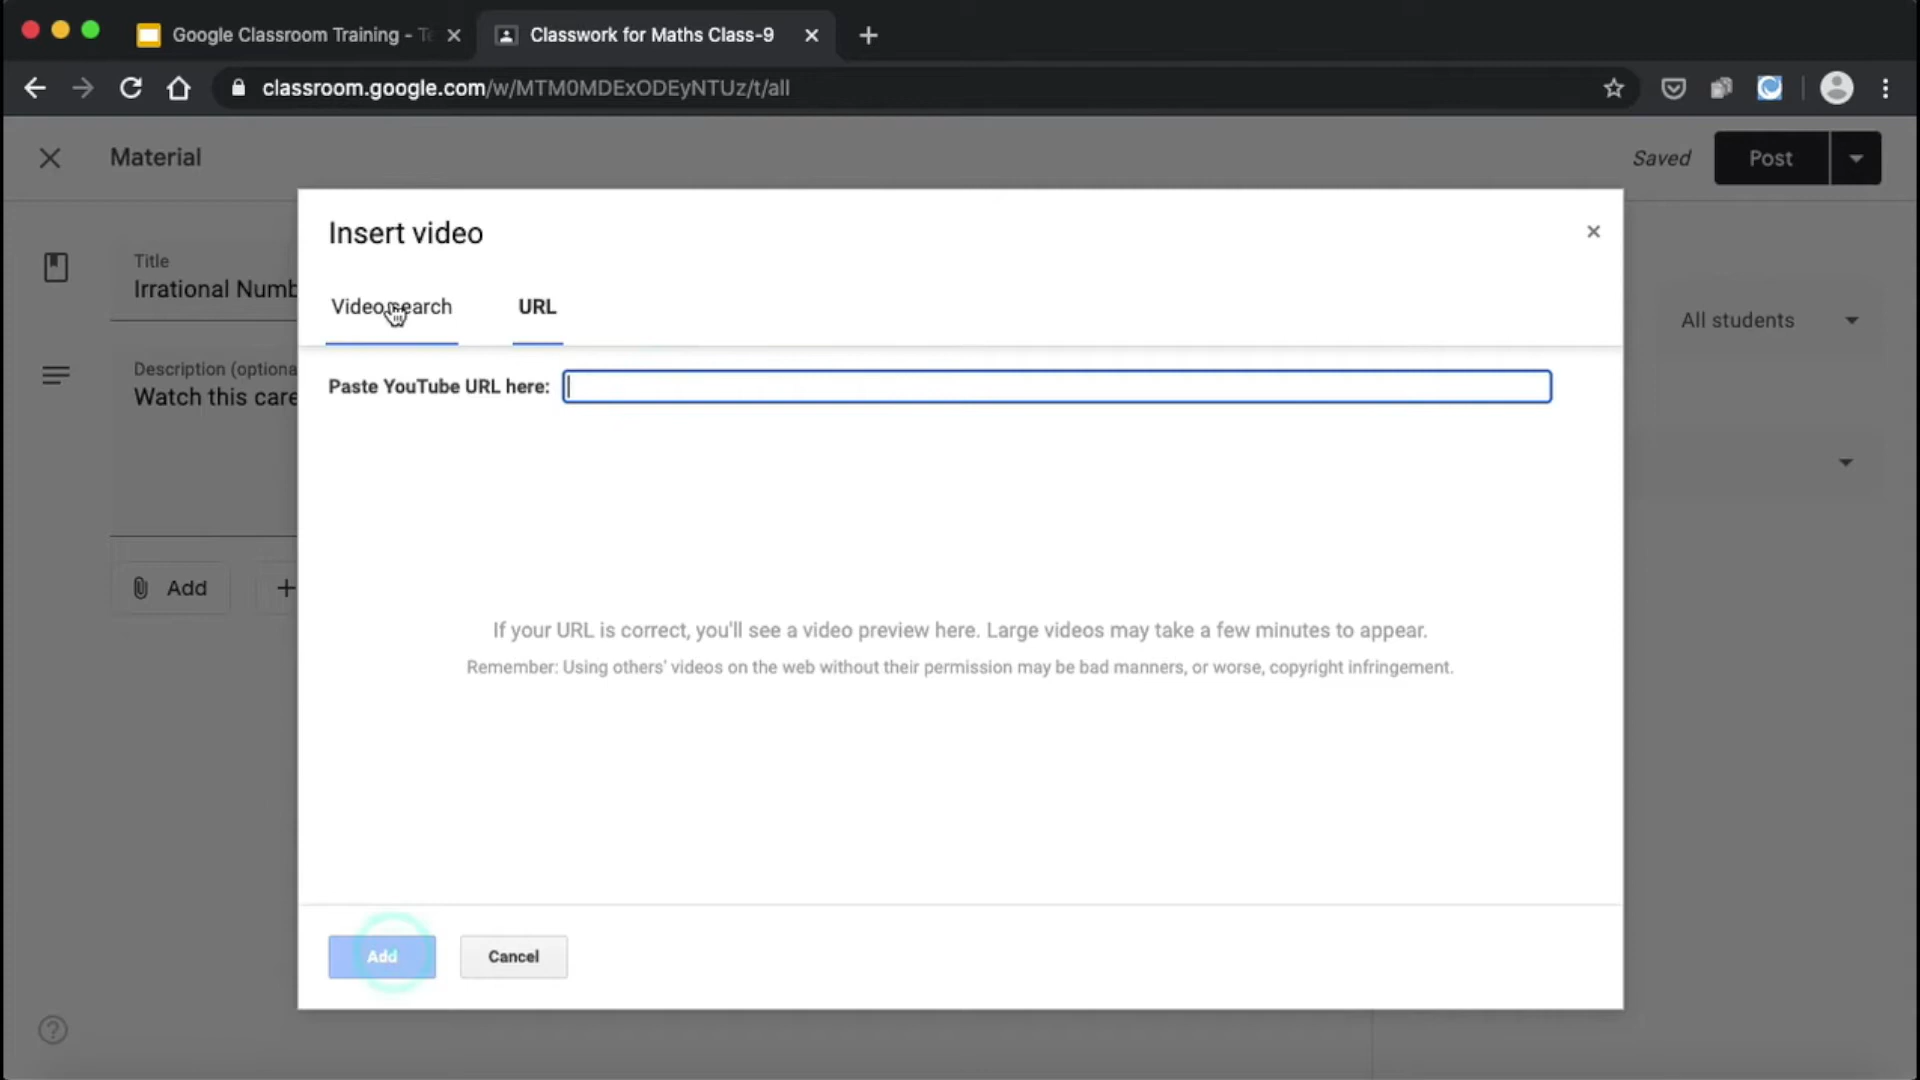 Google Classroom Training - Te
Classwork for Maths Class-9
classroom.google.com/w/MTM0MDExODEyNTUz/t/all
Material
Saved
Post
Insert video
Video search
URL
Title
Irrational Numb
All students
Description (optiona
Watch this care
Paste YouTube URL here:
Add
If your URL is correct, you'll see a video preview here. Large videos may take a few minutes to appear.
Remember: Using others' videos on the web without their permission may be bad manners, or worse, copyright infringement.
Add
Cancel